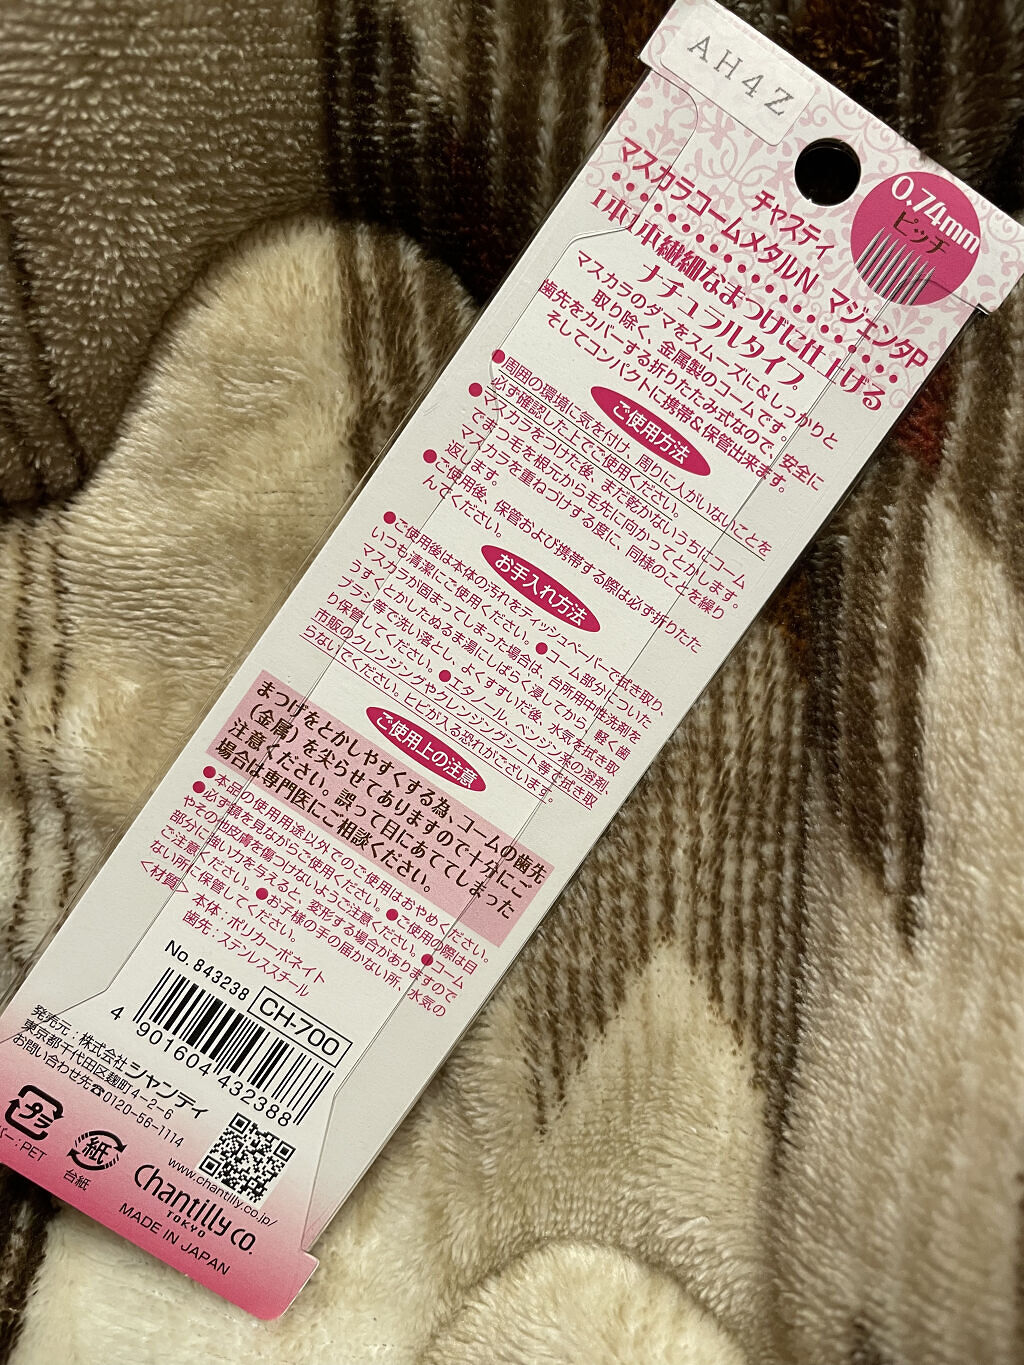 AH4Z
0.74mm
ピッチ
チャスティ
マスカラコームメタルN マジェンタP
1本1本繊細なまつげに仕上げる
ナチュラルタイプ
マスカラのダマをスムーズに&しっかりと
取り除く、金属製のコームです。
歯先をカバーする折りたたみ式なので、安全に
そしてコンパクトに携帯&保管出来ます。
ご使用方法
●周囲の環境に気を付け、周りに人がいないことを
必ず確認した上でご使用ください。
●マスカラをつけた後、まだ乾かないうちにコーム
でまつ毛を根元から毛先に向かってとかします。
マスカラを重ねづけする度に、同様のことを繰り
返します。
●ご使用後、保管および携帯する際は必ず折りたた
んでください。
お手入れ方法
●ご使用後は本体の汚れをティッシュペーパーで拭き取り、
いつも清潔にご使用ください。●コーム部分についた
マスカラが固まってしまった場合は、台所用中性洗剤を
うすくとかしたぬるま湯にしばらく浸してから、軽く歯
ブラシ等で洗い落とし、よくすすいだ後、水気を拭き取
り保管してください。●エタノール、ベンジン系の溶剤、
市販のクレンジングやクレンジングシート等で拭き取
らないでください。ヒビが入る恐れがございます。
ご使用上の注意
まつげをとかしやすくする為、コームの歯先
(金属)を尖らせてありますので十分にご
注意ください。誤って目にあててしまった
場合は専門医にご相談ください。
●本品の使用用途以外でのご使用はおやめください。
●必ず鏡を見ながらご使用ください。●ご使用の際は目
やその他皮膚を傷つけないようご注意ください。●コーム
部分に強い力を与えると、変形する場合がありますので
ご注意ください。●お子様の手の届かない所、水気の
ない所に保管してください。
<材質>
本体:ポリカーボネイト
歯先:ステンレススチール
No.843238 CH-700
4 901604 432388
発売元:株式会社シャンティ
東京都千代田区麹町4-2-6
お問い合わせ先☎0120-56-1114
www.chantilly.co.jp/
プラ
バー:PET
紙
台紙
Chantilly co.
TOKYO
MADE IN JAPAN